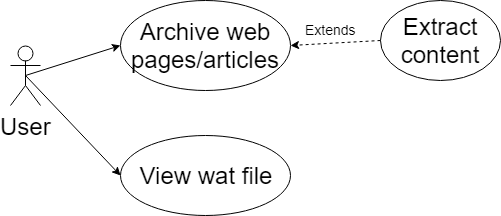 Archive web
pages/articles
Extends
Extract
content
User
View wat file